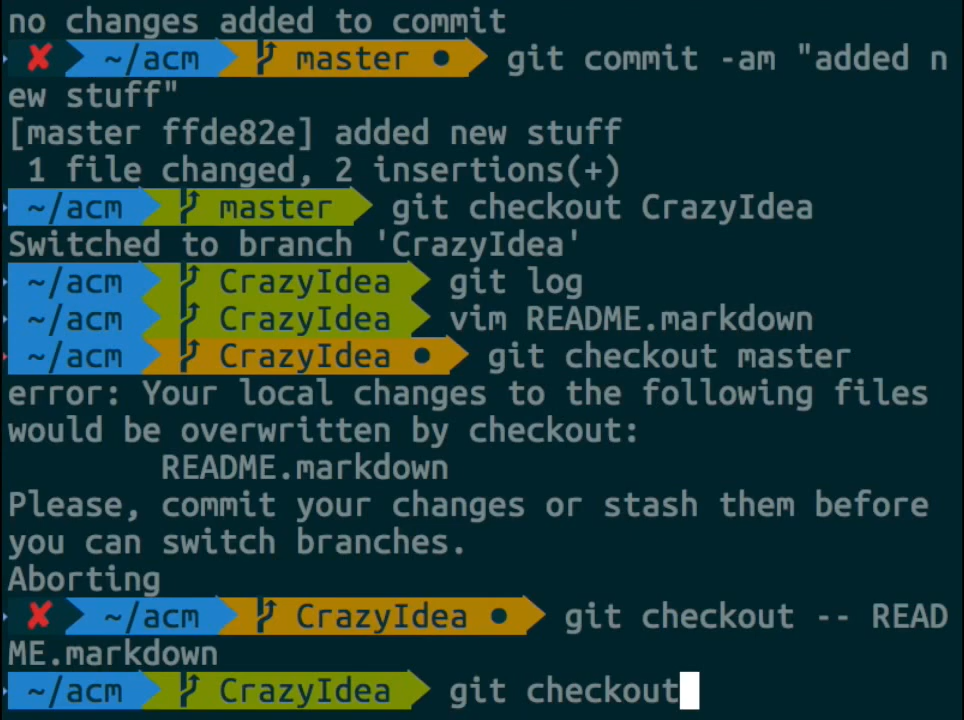 no changes added to commit
✘ ~/acm master ● git commit -am "added n
ew stuff"
[master ffde82e] added new stuff
 1 file changed, 2 insertions(+)
~/acm master git checkout CrazyIdea
Switched to branch 'CrazyIdea'
~/acm CrazyIdea git log
~/acm CrazyIdea vim README.markdown
~/acm CrazyIdea ● git checkout master
error: Your local changes to the following files
would be overwritten by checkout:
        README.markdown
Please, commit your changes or stash them before
you can switch branches.
Aborting
✘ ~/acm CrazyIdea ● git checkout -- READ
ME.markdown
~/acm CrazyIdea git checkout